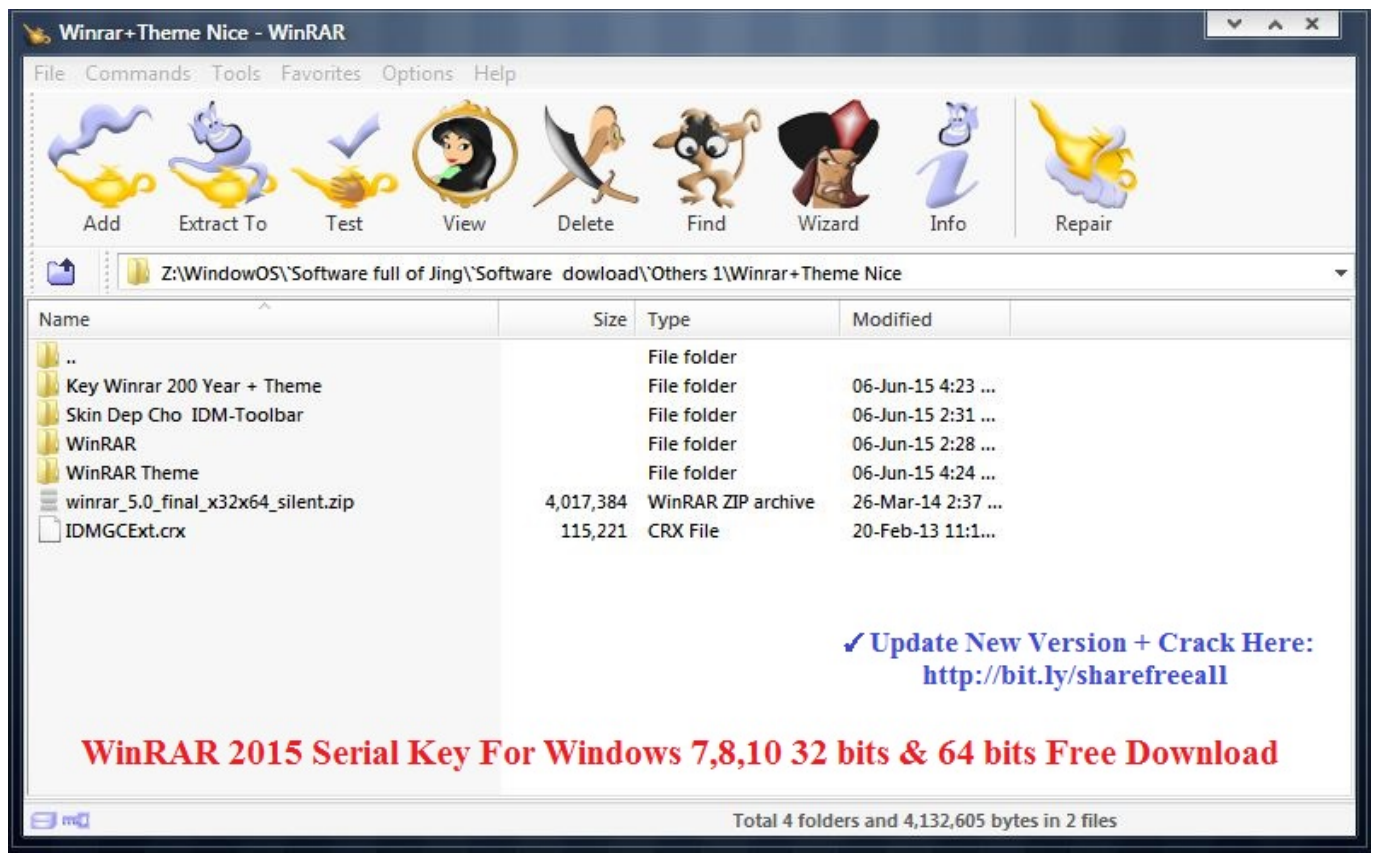 Winrar+Theme Nice - WinRAR
File Commands Tools Favorites Options Help
Add Extract To Test View Delete Find Wizard Info Repair
Z:\WindowOS\`Software full of Jing\`Software dowload\`Others 1\Winrar+Theme Nice
Name Size Type Modified
.. File folder
Key Winrar 200 Year + Theme File folder 06-Jun-15 4:23 ...
Skin Dep Cho IDM-Toolbar File folder 06-Jun-15 2:31 ...
WinRAR File folder 06-Jun-15 2:28 ...
WinRAR Theme File folder 06-Jun-15 4:24 ...
winrar_5.0_final_x32x64_silent.zip 4,017,384 WinRAR ZIP archive 26-Mar-14 2:37 ...
IDMGCExt.crx 115,221 CRX File 20-Feb-13 11:1...
✓ Update New Version + Crack Here:
http://bit.ly/sharefreeall
WinRAR 2015 Serial Key For Windows 7,8,10 32 bits & 64 bits Free Download
Total 4 folders and 4,132,605 bytes in 2 files